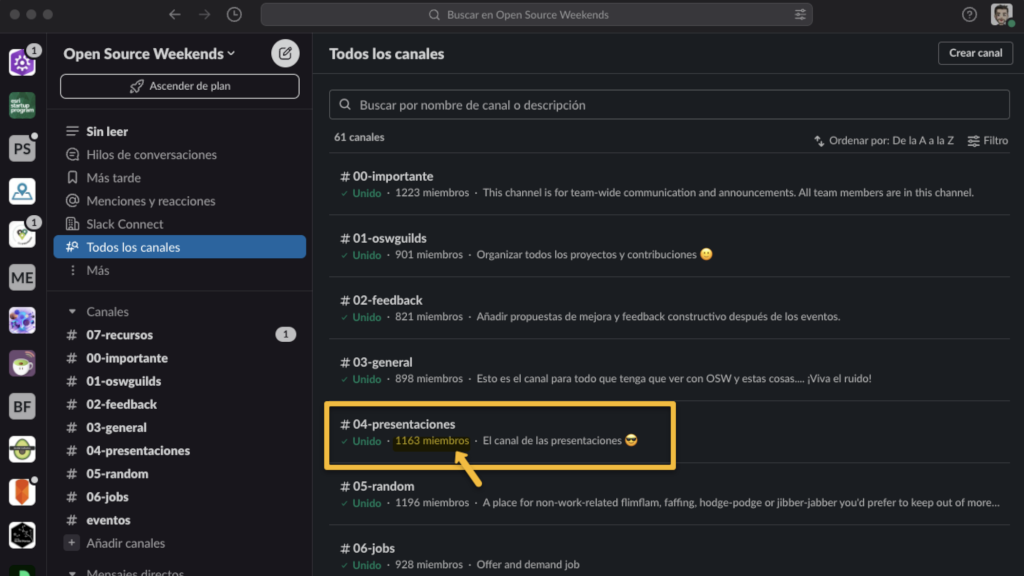 Buscar en Open Source Weekends
1
Open Source Weekends
Todos los canales
Crear canal
Ascender de plan
PS
1
ME
BF
Sin leer
Hilos de conversaciones
Más tarde
Menciones y reacciones
Slack Connect
Todos los canales
Más
Canales
# 07-recursos 1
# 00-importante
# 01-oswguilds
# 02-feedback
# 03-general
# 04-presentaciones
# 05-random
# 06-jobs
# eventos
+ Añadir canales
Mensajes directos
Buscar por nombre de canal o descripción
61 canales
Ordenar por: De la A a la Z
Filtro
# 00-importante
✓ Unido · 1223 miembros · This channel is for team-wide communication and announcements. All team members are in this channel.
# 01-oswguilds
✓ Unido · 901 miembros · Organizar todos los proyectos y contribuciones 🙂
# 02-feedback
✓ Unido · 821 miembros · Añadir propuestas de mejora y feedback constructivo después de los eventos.
# 03-general
✓ Unido · 898 miembros · Esto es el canal para todo que tenga que ver con OSW y estas cosas.... ¡Viva el ruido!
# 04-presentaciones
✓ Unido · 1163 miembros · El canal de las presentaciones 😎
# 05-random
✓ Unido · 1196 miembros · A place for non-work-related flimflam, faffing, hodge-podge or jibber-jabber you'd prefer to keep out of more...
# 06-jobs
✓ Unido · 928 miembros · Offer and demand job